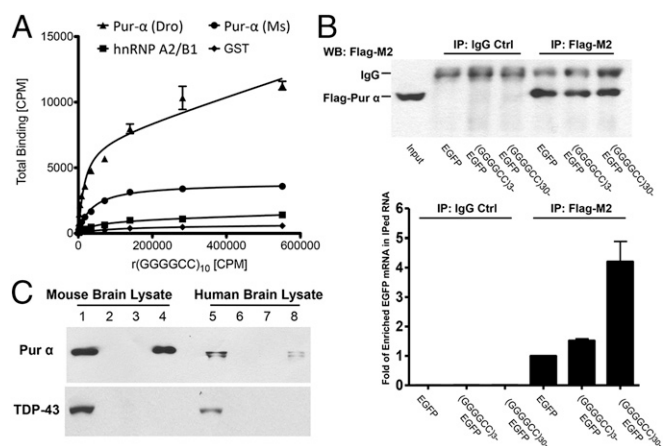 A
Pur-α (Dro) Pur-α (Ms)
hnRNP A2/B1 GST
Total Binding [CPM]
15000
10000
5000
0
0 200000 400000 600000
r(GGGGCC)10 [CPM]
B
WB: Flag-M2
IP: IgG Ctrl IP: Flag-M2
IgG
Flag-Pur α
Input
EGFP
(GGGGCC)3-
EGFP
(GGGGCC)30-
EGFP
EGFP
(GGGGCC)3-
EGFP
(GGGGCC)30-
EGFP
Fold of Enriched EGFP mRNA in IPed RNA
IP: IgG Ctrl IP: Flag-M2
6
5
4
3
2
1
0
EGFP
(GGGGCC)3-
EGFP
(GGGGCC)30-
EGFP
EGFP
(GGGGCC)3-
EGFP
(GGGGCC)30-
EGFP
C
Mouse Brain Lysate Human Brain Lysate
1 2 3 4 5 6 7 8
Pur α
TDP-43